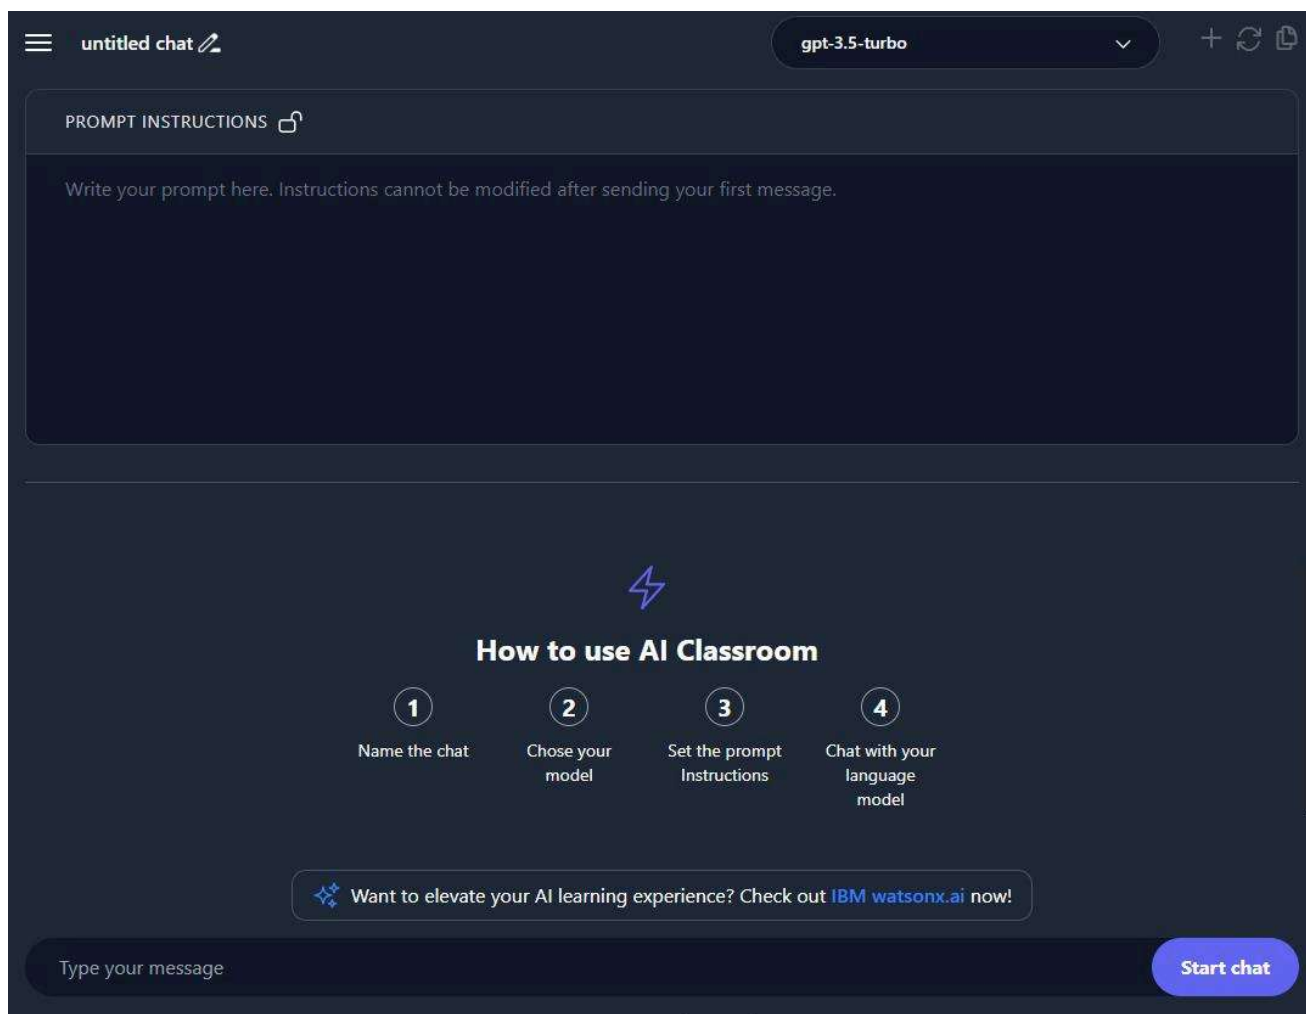 untitled chat
gpt-3.5-turbo
PROMPT INSTRUCTIONS
Write your prompt here. Instructions cannot be modified after sending your first message.
How to use AI Classroom
1
Name the chat
2
Chose your
model
3
Set the prompt
Instructions
4
Chat with your
language
model
Want to elevate your AI learning experience? Check out IBM watsonx.ai now!
Type your message
Start chat